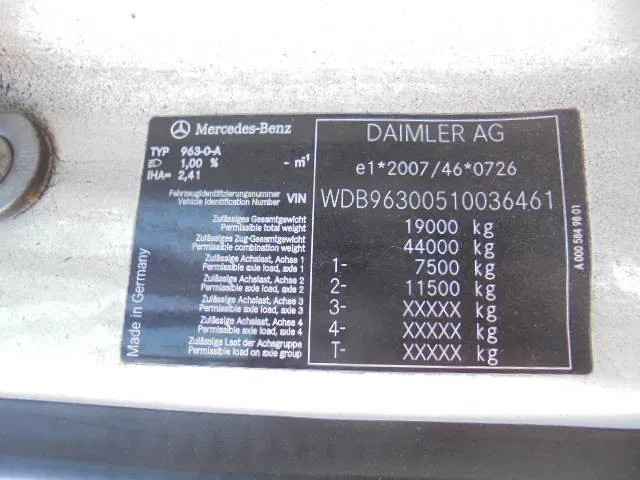 Mercedes-Benz
TYP 963-0-A
1,00 % - m⁻¹
IHA= 2,41
DAIMLER AG
e1*2007/46*0726
Fahrzeugidentifizierungsnummer
Vehicle Identification Number VIN WDB96300510036461
Zulässiges Gesamtgewicht
Permissible total weight 19000 kg
Zulässiges Zug-Gesamtgewicht
Permissible combination weight 44000 kg
Zulässige Achslast, Achse 1
Permissible axle load, axle 1 1- 7500 kg
Zulässige Achslast, Achse 2
Permissible axle load, axle 2 2- 11500 kg
Zulässige Achslast, Achse 3
Permissible axle load, axle 3 3- XXXXX kg
Zulässige Achslast, Achse 4
Permissible axle load, axle 4 4- XXXXX kg
Zulässige Last der Achsgruppe
Permissible load on axle group T- XXXXX kg
Made in Germany
A 000 584 98 01